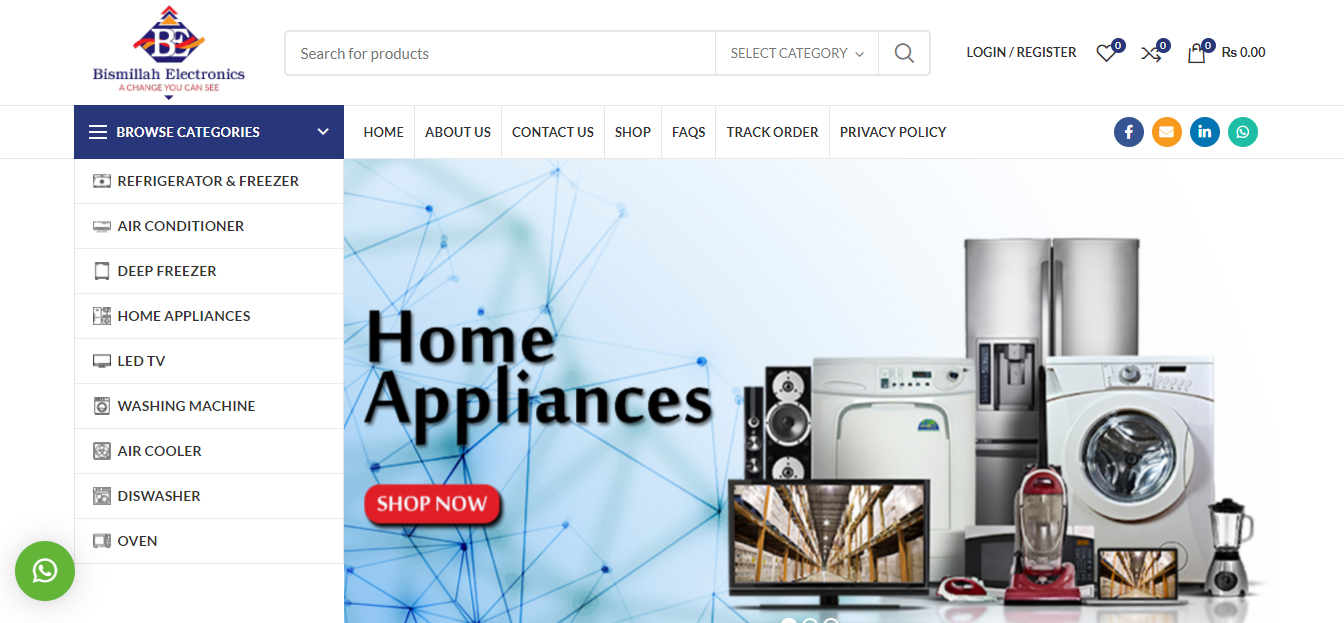 BE
Bismillah Electronics
A CHANGE YOU CAN SEE
Search for products
SELECT CATEGORY
LOGIN / REGISTER
0
0
0
₨ 0.00
BROWSE CATEGORIES
HOME
ABOUT US
CONTACT US
SHOP
FAQS
TRACK ORDER
PRIVACY POLICY
REFRIGERATOR & FREEZER
AIR CONDITIONER
DEEP FREEZER
HOME APPLIANCES
LED TV
WASHING MACHINE
AIR COOLER
DISWASHER
OVEN
Home
Appliances
SHOP NOW